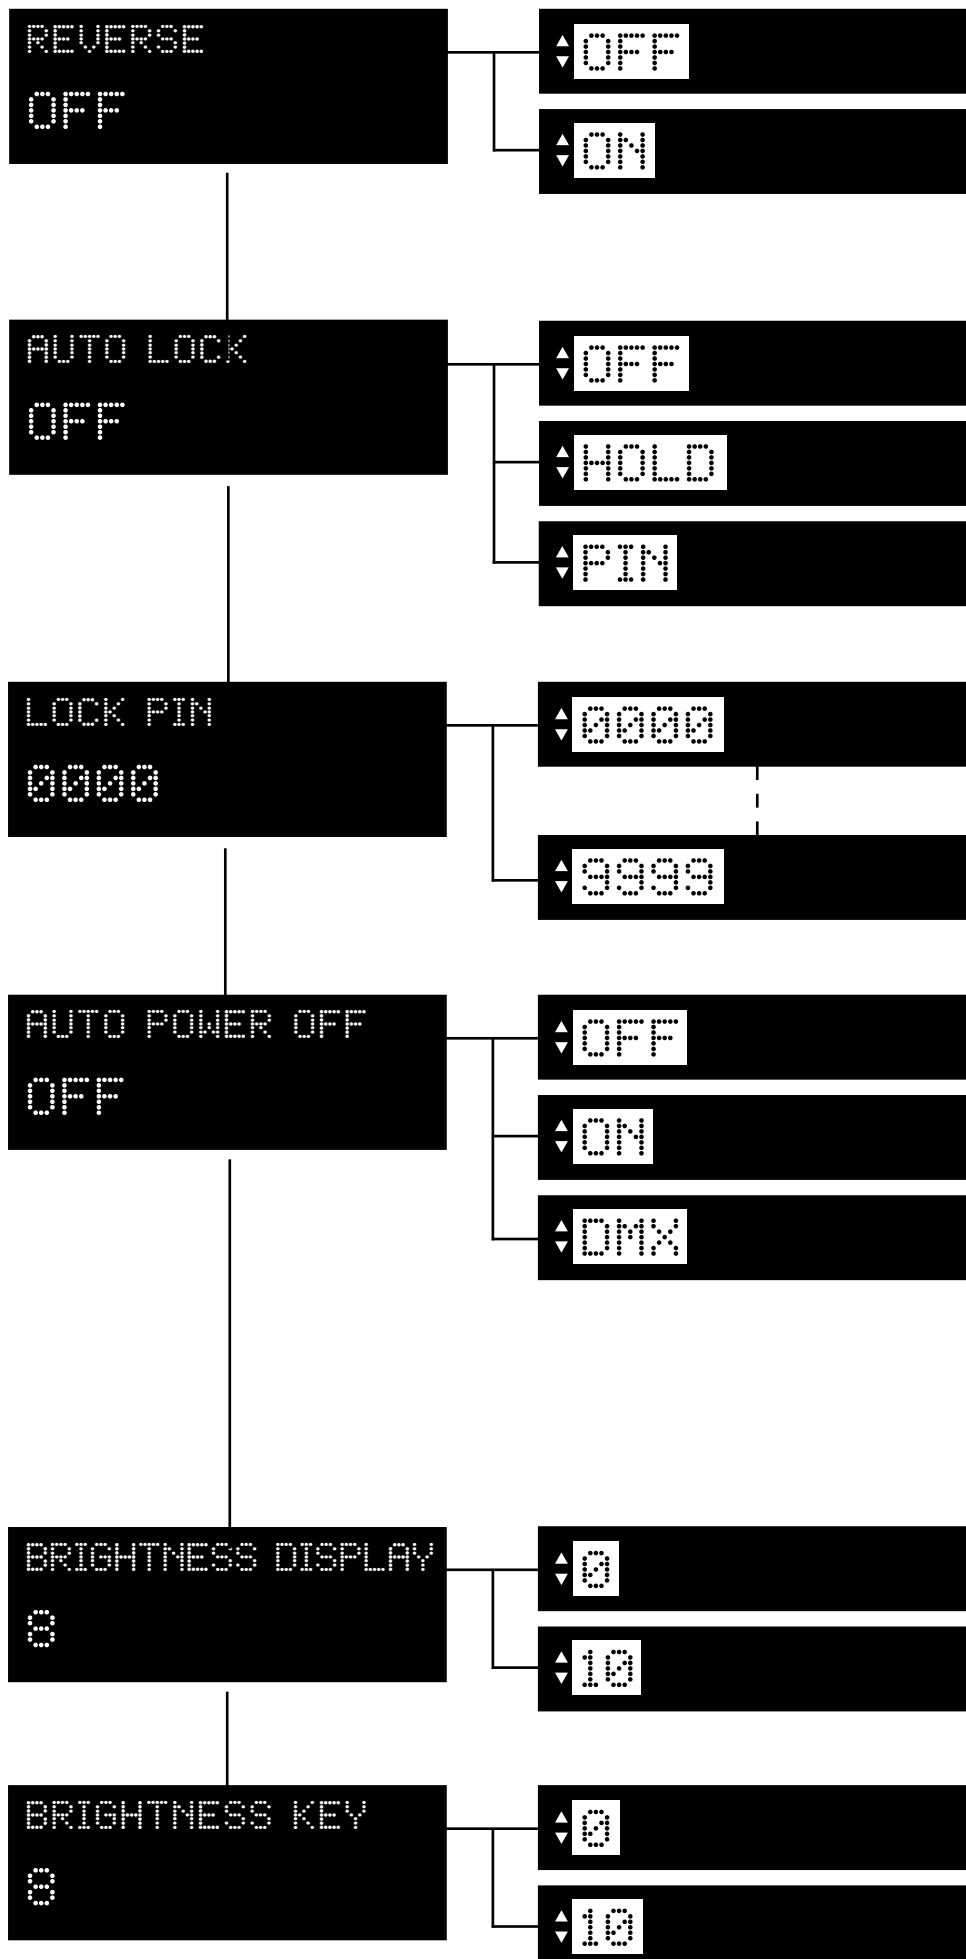 REVERSE
OFF
OFF
ON
AUTO LOCK
OFF
OFF
HOLD
PIN
LOCK PIN
0000
0000
9999
AUTO POWER OFF
OFF
OFF
ON
DMX
BRIGHTNESS DISPLAY
8
0
10
BRIGHTNESS KEY
8
0
10